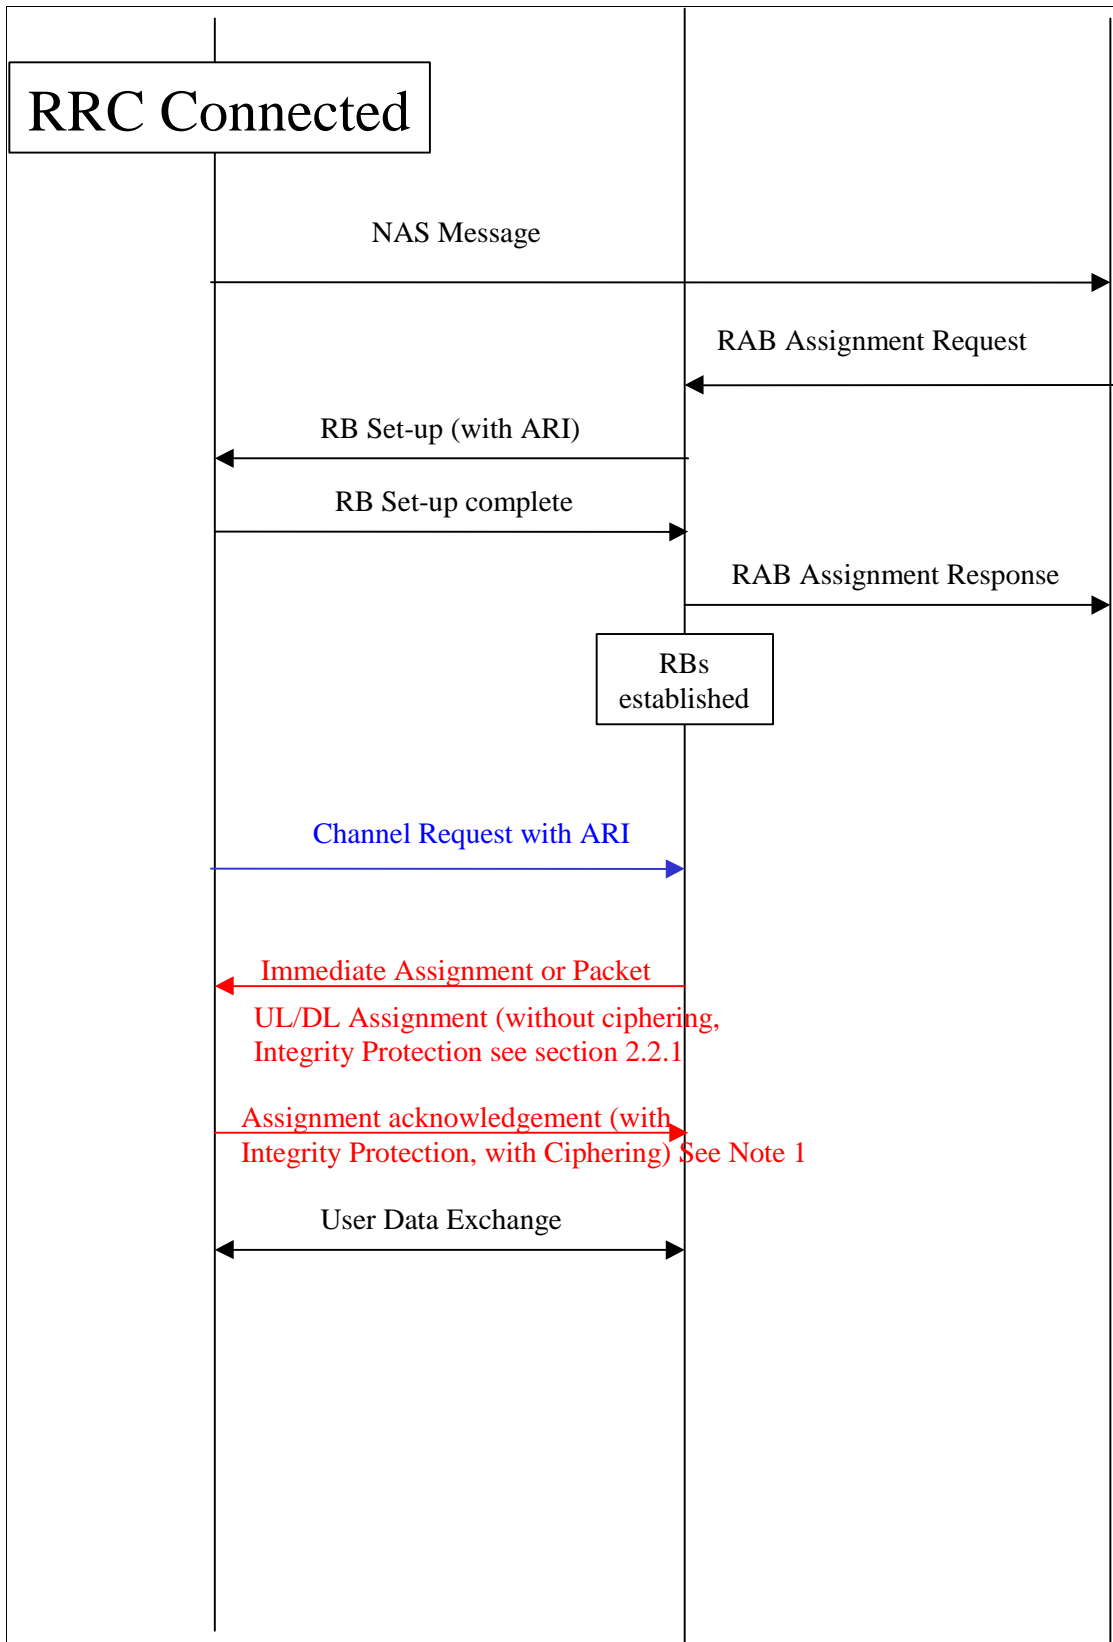 RRC Connected
NAS Message
RAB Assignment Request
RB Set-up (with ARI)
RB Set-up complete
RAB Assignment Response
RBs
established
Channel Request with ARI
Immediate Assignment or Packet
UL/DL Assignment (without ciphering,
Integrity Protection see section 2.2.1
Assignment acknowledgement (with
Integrity Protection, with Ciphering) See Note 1
User Data Exchange